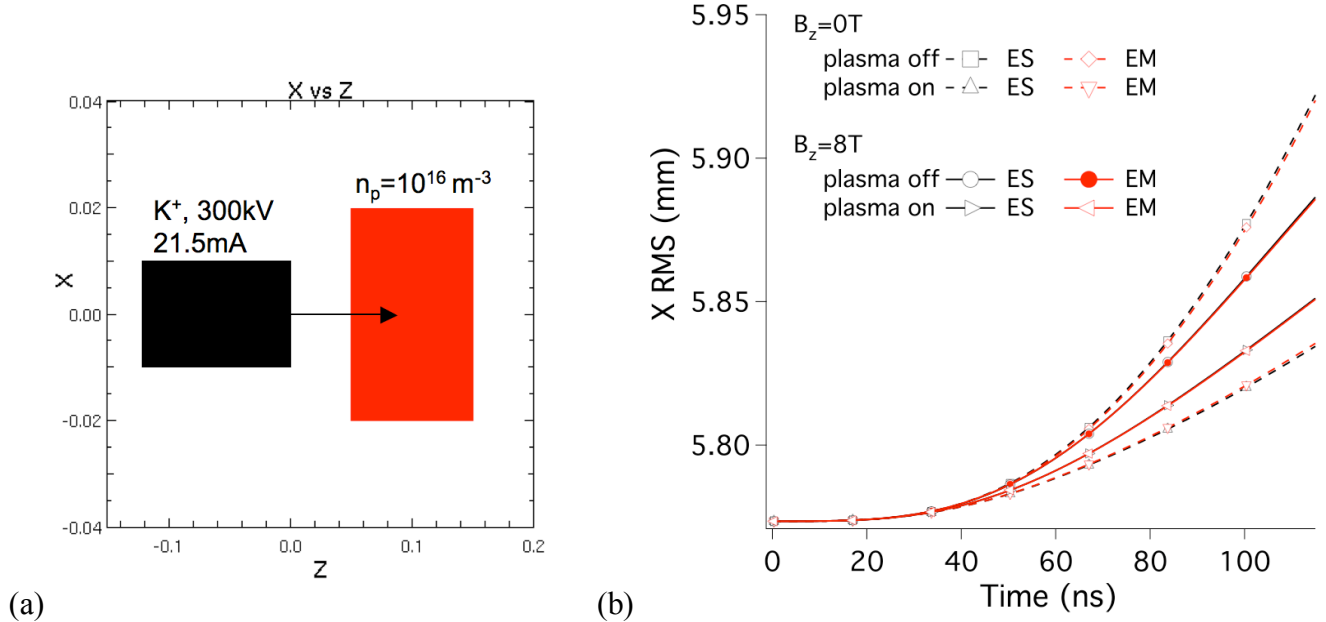 X vs Z
0.04
0.02
0.00
-0.02
-0.04
X
K+, 300kV
21.5mA
np=10^16 m^-3
-0.1
0.0
0.1
0.2
Z
(a)
5.95
5.90
5.85
5.80
X RMS (mm)
Bz=0T
plasma off ES EM
plasma on ES EM
Bz=8T
plasma off ES EM
plasma on ES EM
0
20
40
60
80
100
Time (ns)
(b)